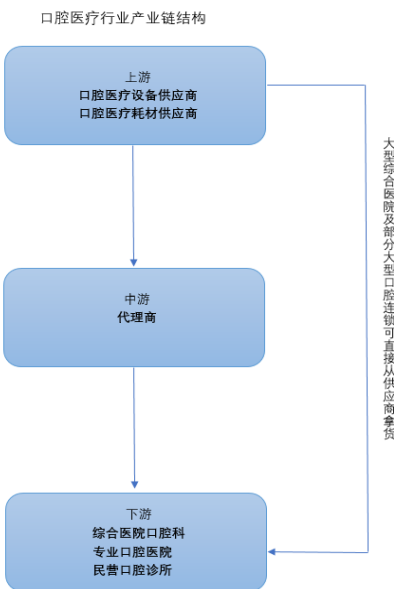 口腔医疗行业产业链结构
上游
口腔医疗设备供应商
口腔医疗耗材供应商
大型综合医院及部分大型口腔连锁可直接从供应商拿货
中游
代理商
下游
综合医院口腔科
专业口腔医院
民营口腔诊所